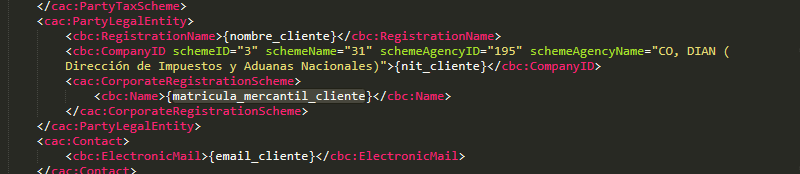 </cac:PartyTaxScheme>
<cac:PartyLegalEntity>
<cbc:RegistrationName>{nombre_cliente}</cbc:RegistrationName>
<cbc:CompanyID schemeID="3" schemeName="31" schemeAgencyID="195" schemeAgencyName="CO, DIAN (
Dirección de Impuestos y Aduanas Nacionales)">{nit_cliente}</cbc:CompanyID>
<cac:CorporateRegistrationScheme>
<cbc:Name>{matricula_mercantil_cliente}</cbc:Name>
</cac:CorporateRegistrationScheme>
</cac:PartyLegalEntity>
<cac:Contact>
<cbc:ElectronicMail>{email_cliente}</cbc:ElectronicMail>
</cac:Contact>